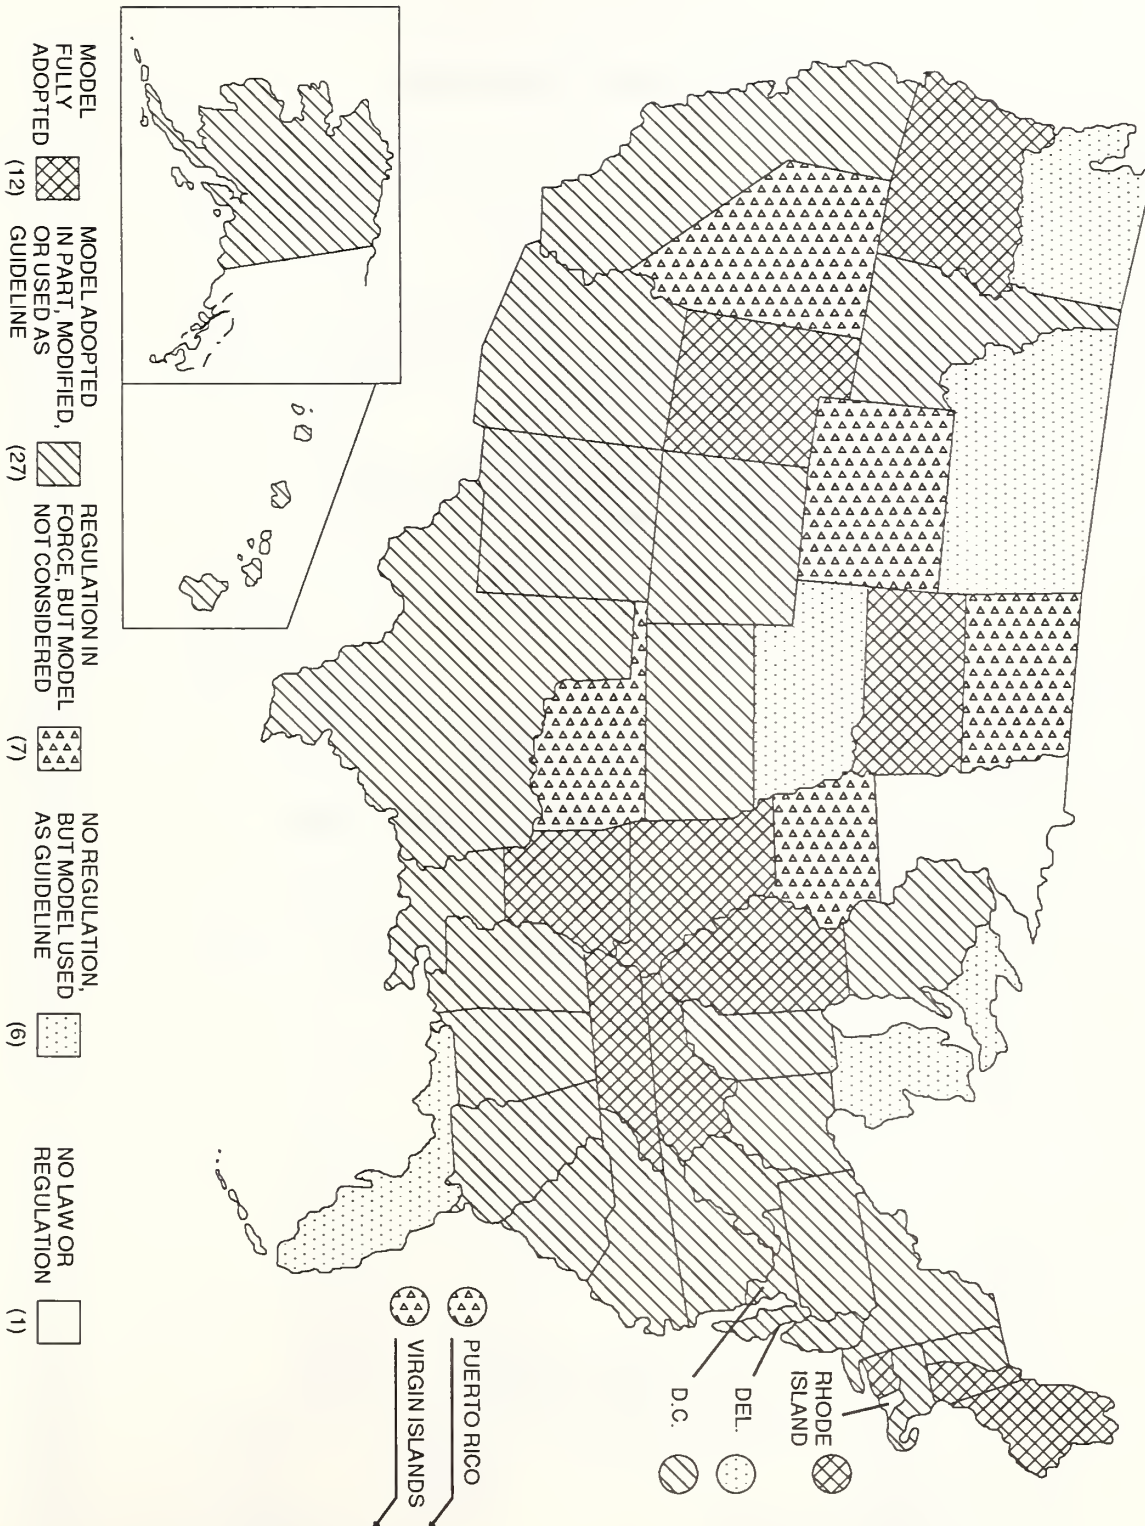 RHODE
ISLAND
DEL.
D.C.
PUERTO RICO
VIRGIN ISLANDS
MODEL
FULLY
ADOPTED
(12)
MODEL ADOPTED
IN PART, MODIFIED,
OR USED AS
GUIDELINE
(27)
REGULATION IN
FORCE, BUT MODEL
NOT CONSIDERED
(7)
NO REGULATION,
BUT MODEL USED
AS GUIDELINE
(6)
NO LAW OR
REGULATION
(1)